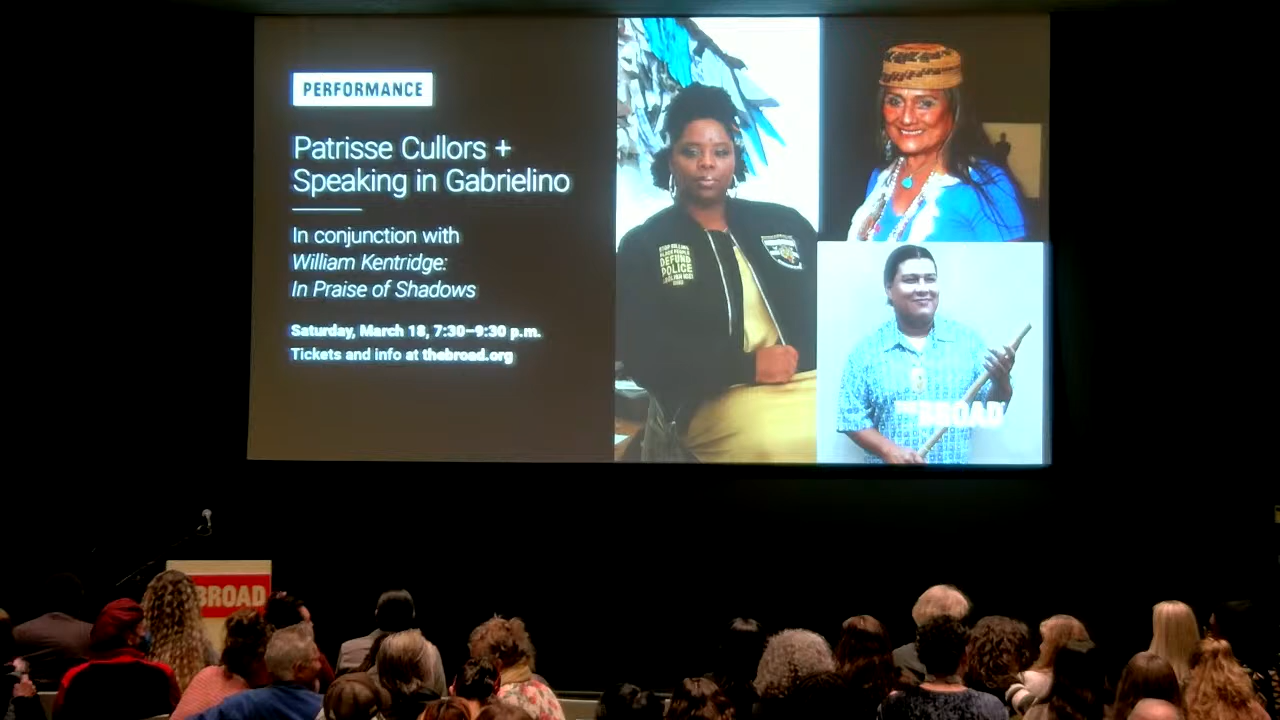 PERFORMANCE
Patrisse Cullors +
Speaking in Gabrielino
In conjunction with
William Kentridge:
In Praise of Shadows
Saturday, March 18, 7:30–9:30 p.m.
Tickets and info at thebroad.org
DEFUND
POLICE
THE BROAD
BROAD